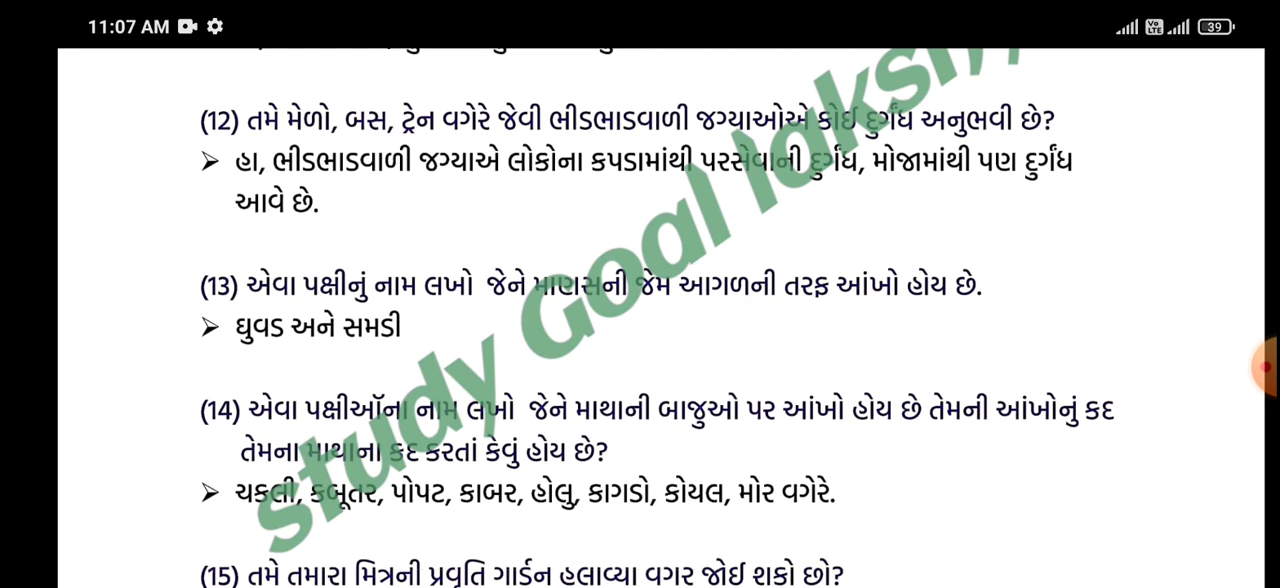 11:07 AM
39
(12) તમે મેળો, બસ, ટ્રેન વગેરે જેવી ભીડભાડવાળી જગ્યાઓએ કોઈ દુર્ગંધ અનુભવી છે?
➢ હા, ભીડભાડવાળી જગ્યાએ લોકોના કપડામાંથી પરસેવાની દુર્ગંધ, મોજામાંથી પણ દુર્ગંધ
આવે છે.
(13) એવા પક્ષીનું નામ લખો જેને માણસની જેમ આગળની તરફ આંખો હોય છે.
➢ ઘુવડ અને સમડી
(14) એવા પક્ષીઑના નામ લખો જેને માથાની બાજુઓ પર આંખો હોય છે તેમની આંખોનું કદ
તેમના માથાના કદ કરતાં કેવું હોય છે?
➢ ચકલી, કબૂતર, પોપટ, કાબર, હોલુ, કાગડો, કોયલ, મોર વગેરે.
(15) તમે તમારા મિત્રની પ્રવૃતિ ગાર્ડન હલાવ્યા વગર જોઈ શકો છો?
study Goal